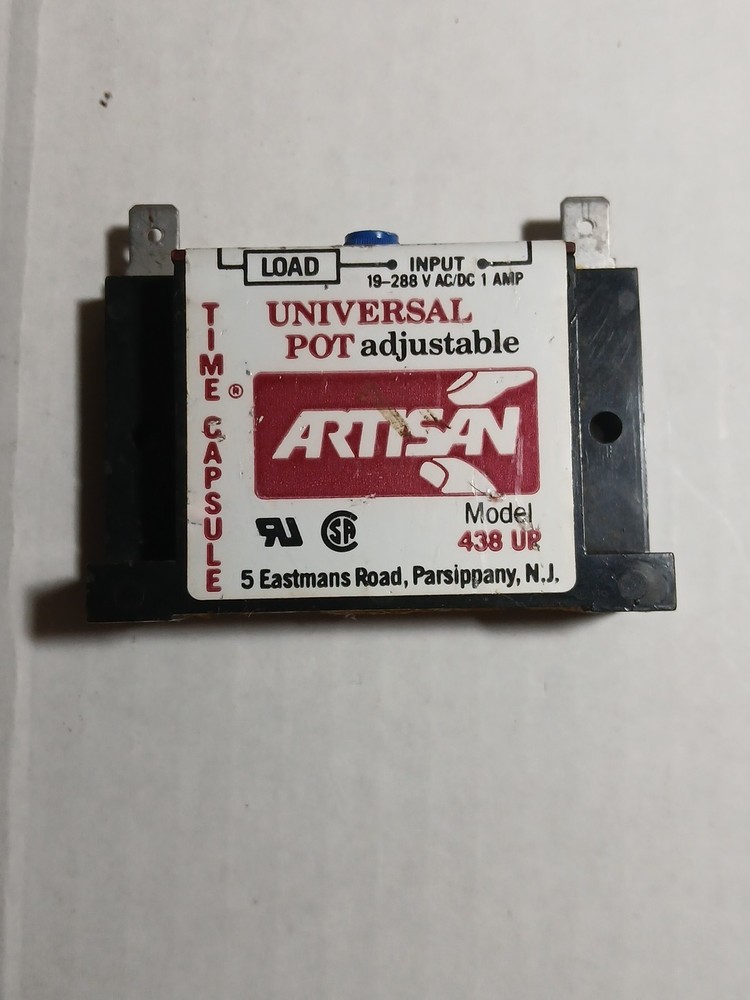 LOAD INPUT
19-288 V AC/DC 1 AMP
UNIVERSAL
POT adjustable
TIME ® CAPSULE
ARTISAN
Model
438 UP
5 Eastmans Road, Parsippany, N.J.